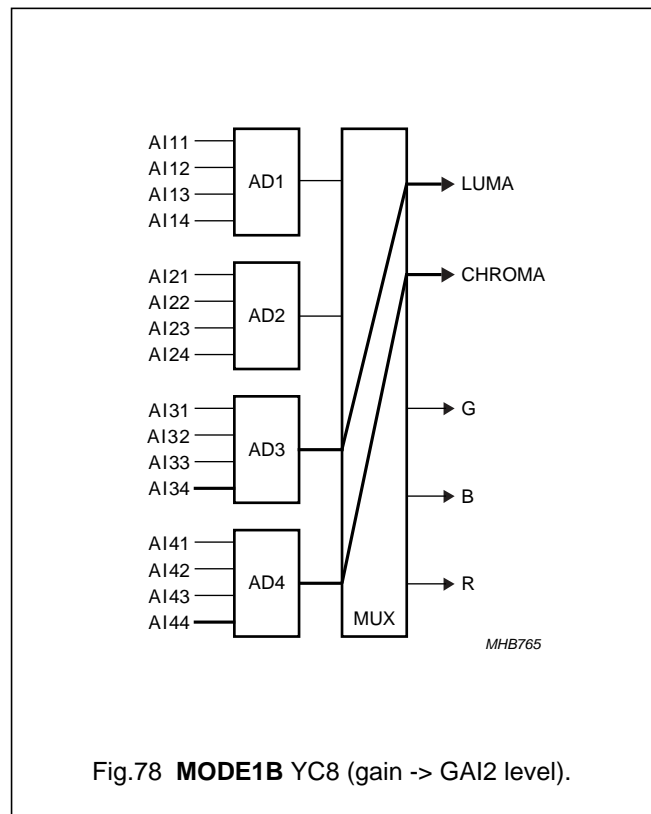 AI11
AI12
AI13
AI14
AD1
AI21
AI22
AI23
AI24
AD2
AI31
AI32
AI33
AI34
AD3
AI41
AI42
AI43
AI44
AD4
MUX
LUMA
CHROMA
G
B
R
MHB765
Fig.78 MODE1B YC8 (gain -> GAI2 level).